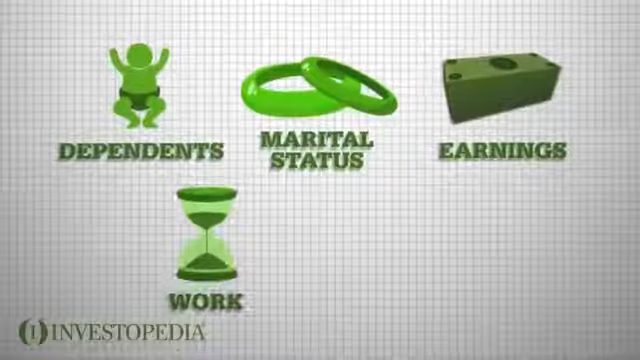 DEPENDENTS
MARITAL
STATUS
EARNINGS
WORK
INVESTOPEDIA